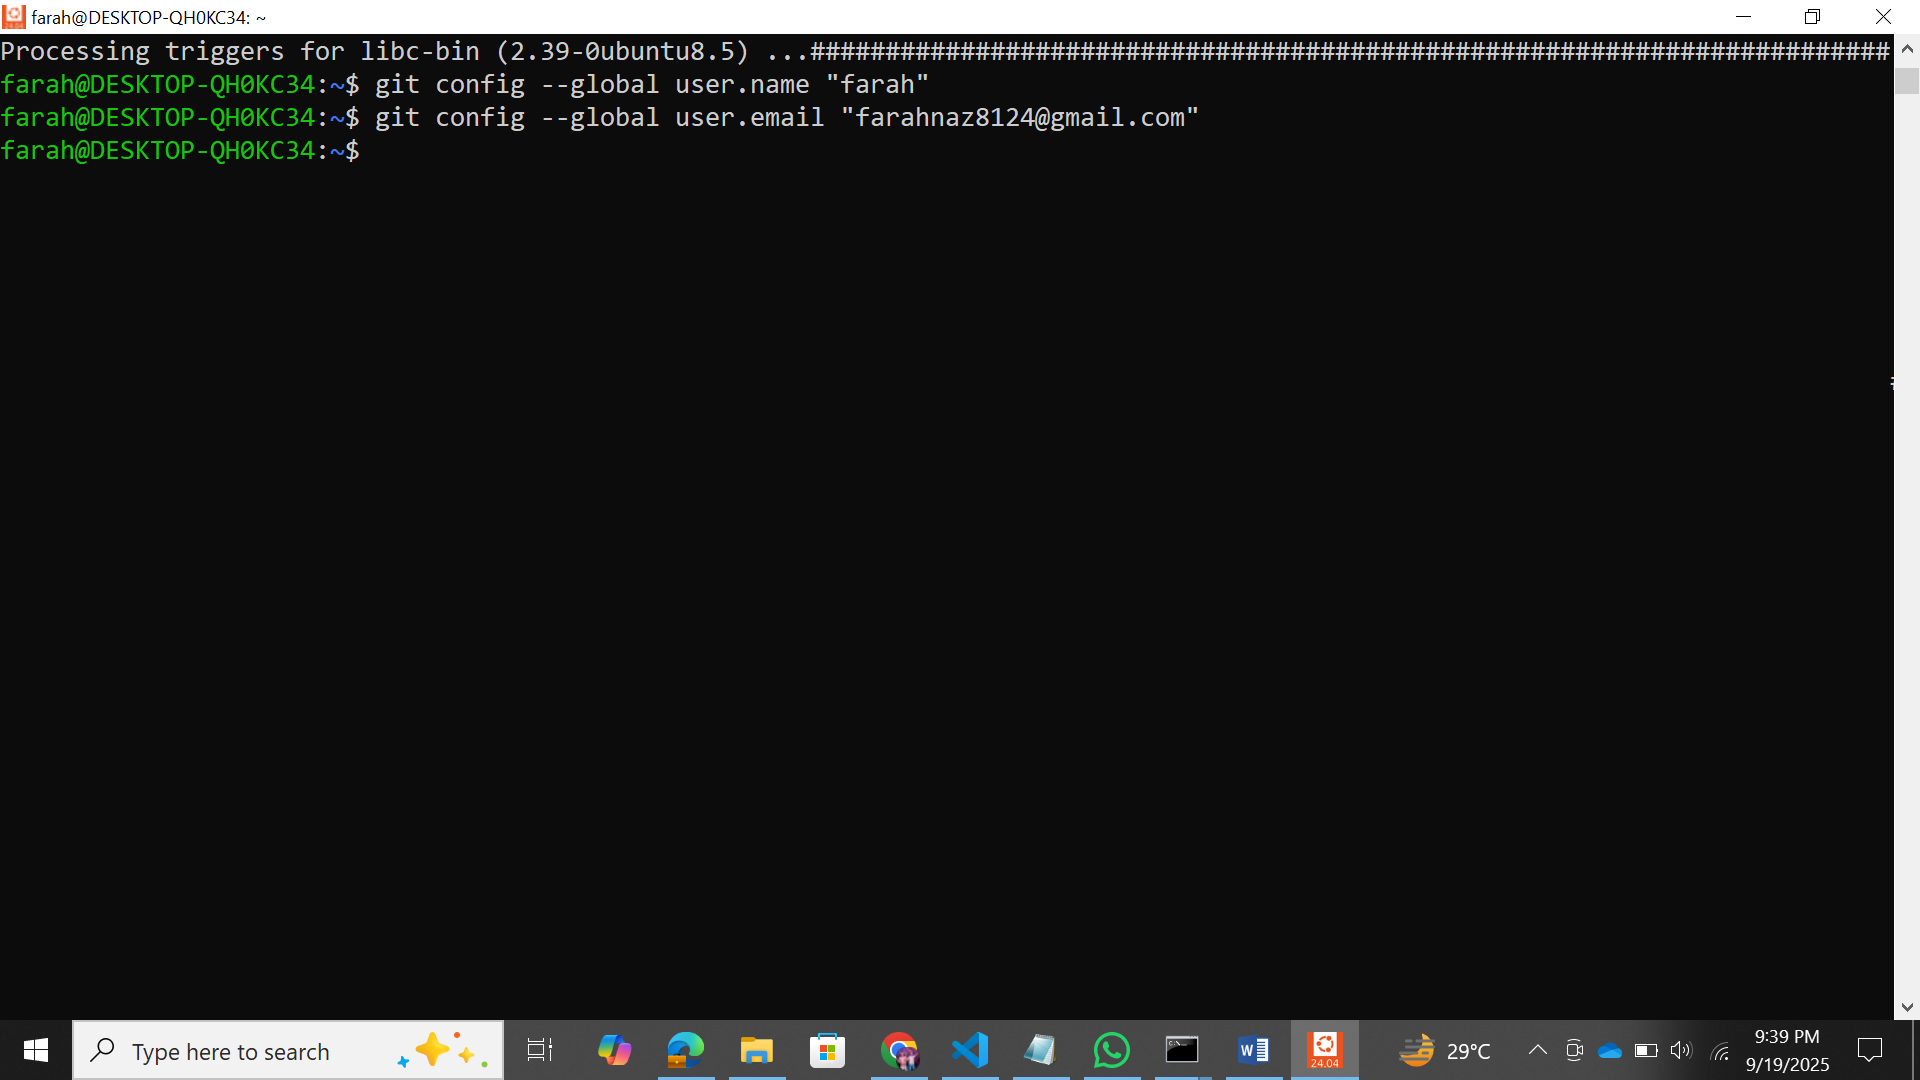 farah@DESKTOP-QH0KC34: ~
Processing triggers for libc-bin (2.39-0ubuntu8.5) ...########################################################################
farah@DESKTOP-QH0KC34:~$ git config --global user.name "farah"
farah@DESKTOP-QH0KC34:~$ git config --global user.email "farahnaz8124@gmail.com"
farah@DESKTOP-QH0KC34:~$
Type here to search
24.04
29°C
9:39 PM
9/19/2025